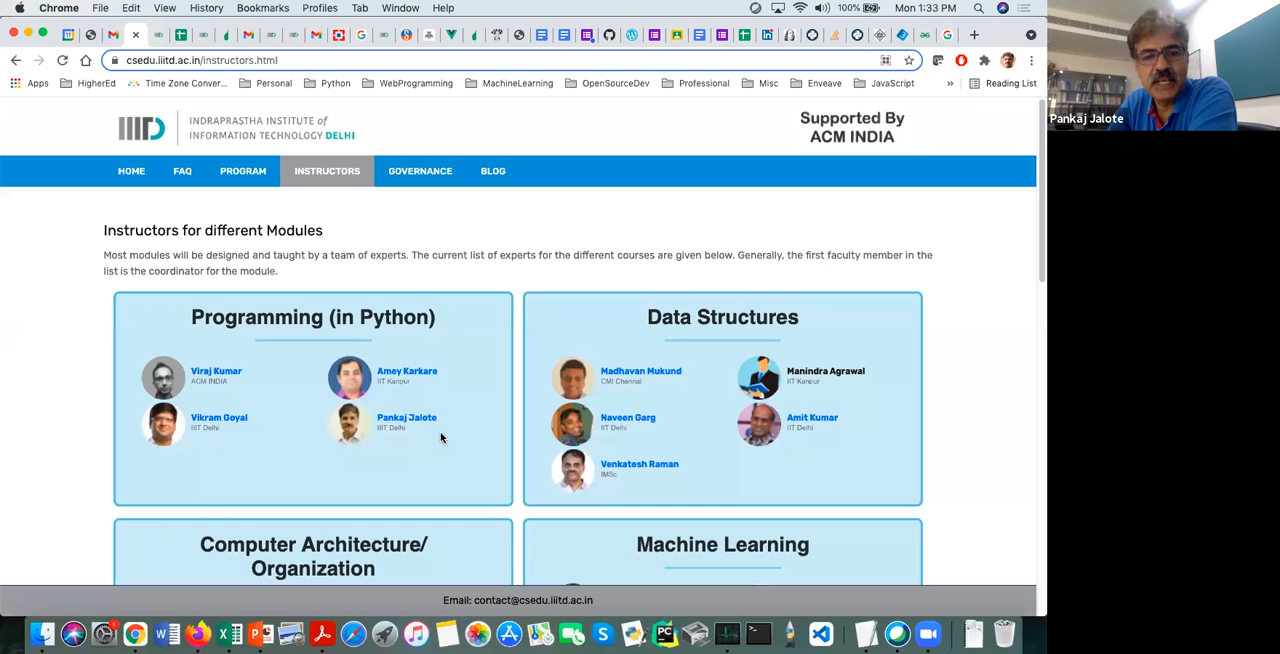 Chrome File Edit View History Bookmarks Profiles Tab Window Help 100% Mon 1:33 PM
csedu.iiitd.ac.in/instructors.html
Apps HigherEd Time Zone Conver... Personal Python WebProgramming MachineLearning OpenSourceDev Professional Misc Enveave JavaScript » Reading List
INDRAPRASTHA INSTITUTE of
INFORMATION TECHNOLOGY DELHI
Supported By
ACM INDIA
HOME FAQ PROGRAM INSTRUCTORS GOVERNANCE BLOG
Instructors for different Modules
Most modules will be designed and taught by a team of experts. The current list of experts for the different courses are given below. Generally, the first faculty member in the
list is the coordinator for the module.
Programming (in Python)
Viraj Kumar
ACM INDIA
Amey Karkare
IIT Kanpur
Vikram Goyal
IIIT Delhi
Pankaj Jalote
IIIT Delhi
Data Structures
Madhavan Mukund
CMI Chennai
Manindra Agrawal
IIT Kanpur
Naveen Garg
IIT Delhi
Amit Kumar
IIT Delhi
Venkatesh Raman
IMSc
Computer Architecture/
Organization
Machine Learning
Email: contact@csedu.iiitd.ac.in
Pankaj Jalote